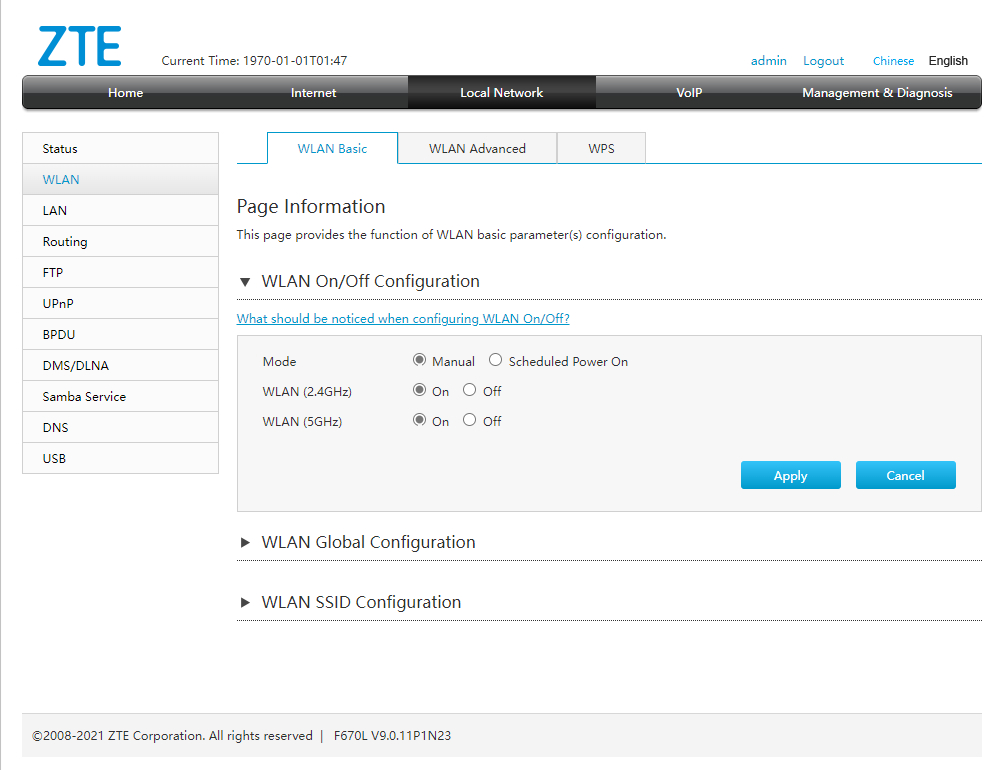 ZTE
Current Time: 1970-01-01T01:47
admin Logout Chinese English
Home Internet Local Network VoIP Management & Diagnosis
Status
WLAN
LAN
Routing
FTP
UPnP
BPDU
DMS/DLNA
Samba Service
DNS
USB
WLAN Basic WLAN Advanced WPS
Page Information
This page provides the function of WLAN basic parameter(s) configuration.
▼ WLAN On/Off Configuration
What should be noticed when configuring WLAN On/Off?
Mode Manual Scheduled Power On
WLAN (2.4GHz) On Off
WLAN (5GHz) On Off
Apply Cancel
▶ WLAN Global Configuration
▶ WLAN SSID Configuration
©2008-2021 ZTE Corporation. All rights reserved | F670L V9.0.11P1N23